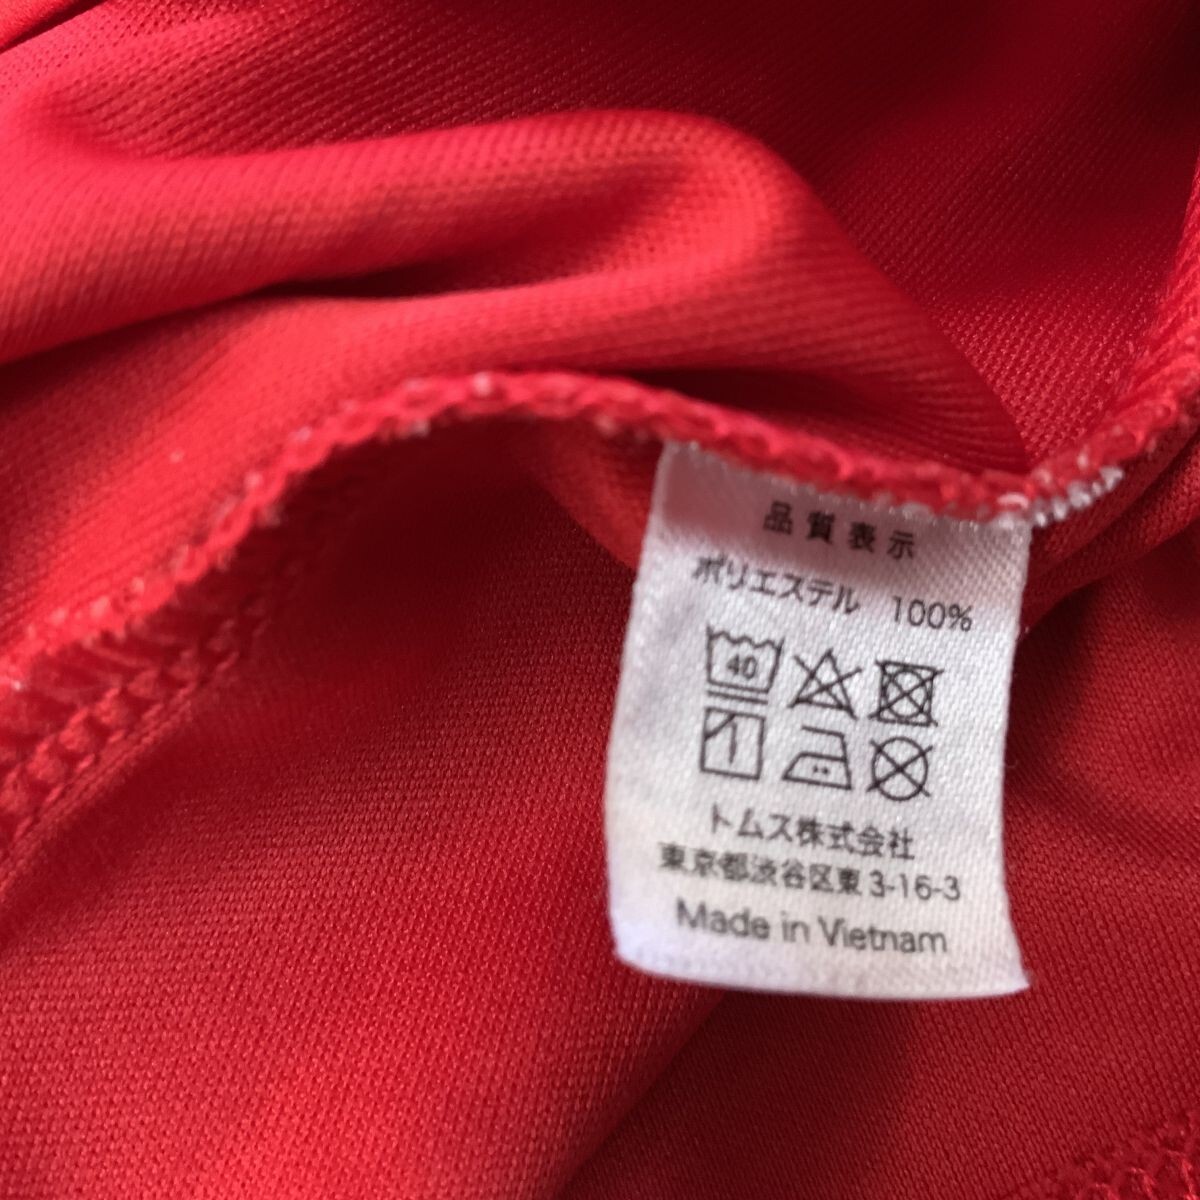 品質表示
ポリエステル 100%
40
トムス株式会社
東京都渋谷区東3-16-3
Made in Vietnam